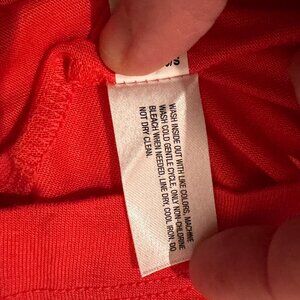 WASH INSIDE OUT WITH LIKE COLORS, MACHINE
WASH COLD GENTLE CYCLE, ONLY NON-CHLORINE
BLEACH WHEN NEEDED, LINE DRY, COOL IRON, DO
NOT DRY CLEAN.